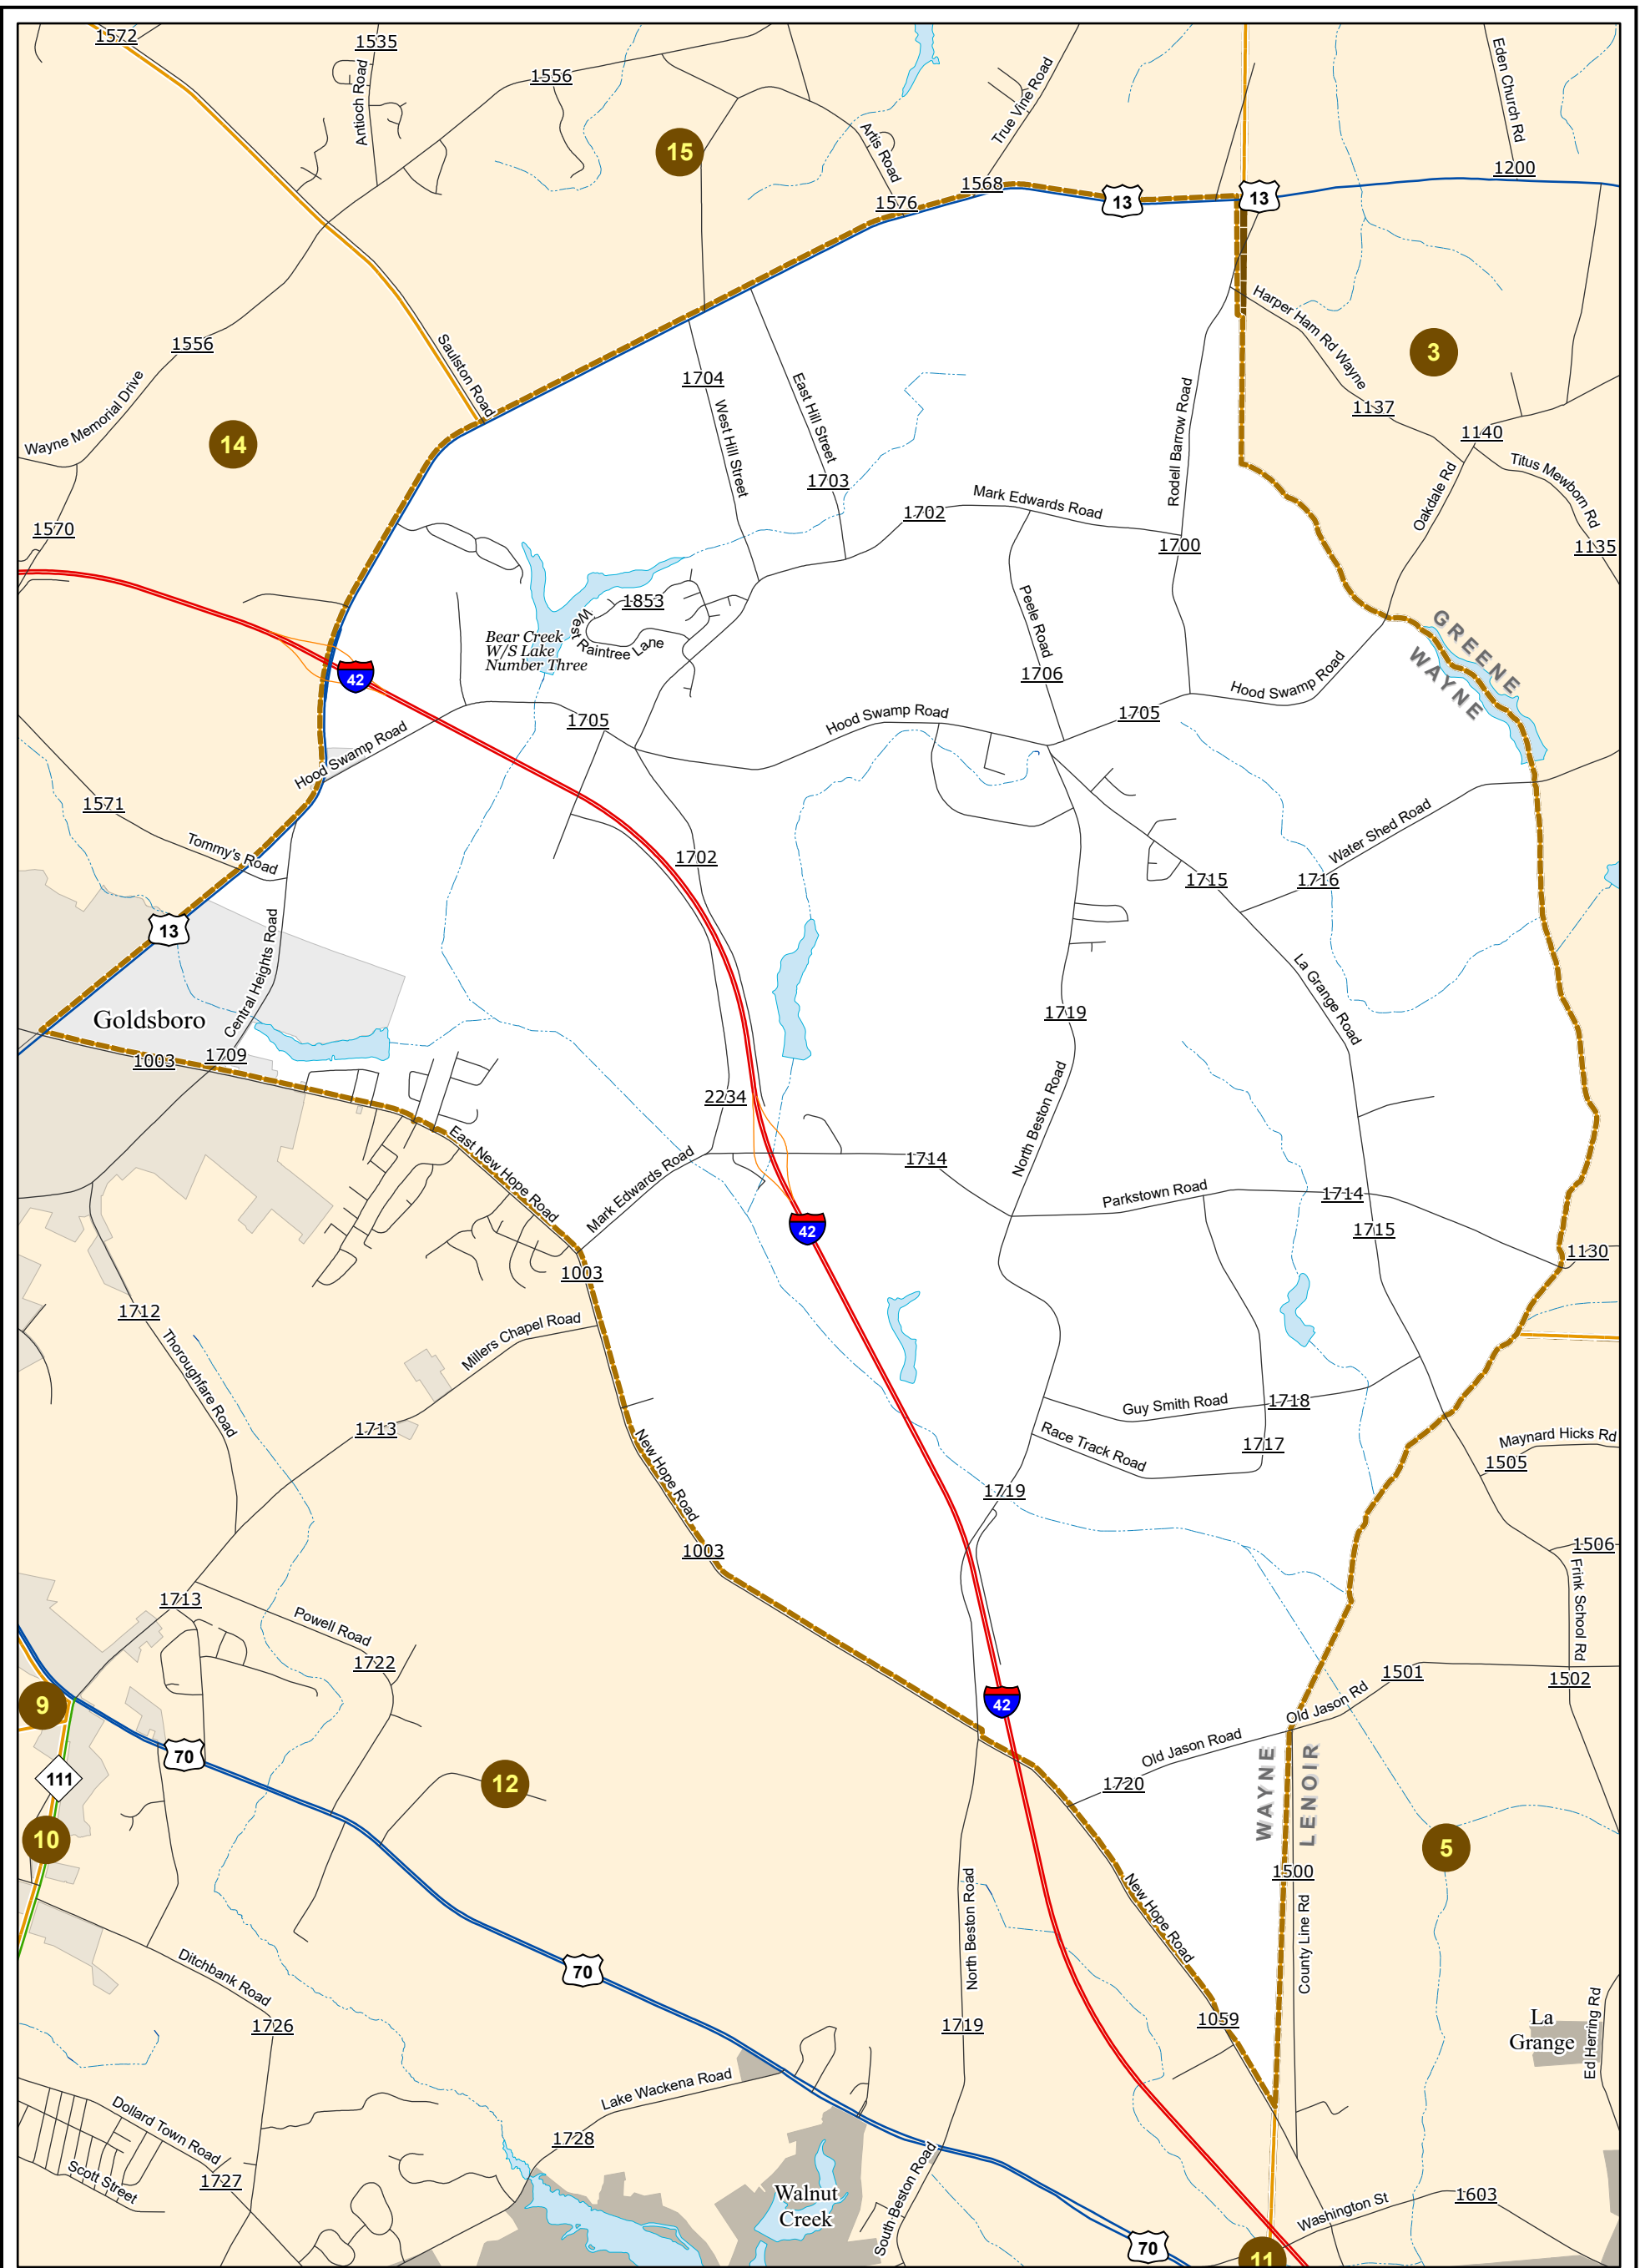 1572
1535
Antioch Road
1556
15
Artis Road
True Vine Road
Eden Church Rd
1200
1568
1576
13
13
1556
Saulston Road
Wayne Memorial Drive
14
1570
1704
West Hill Street
East Hill Street
1703
1702
Mark Edwards Road
Rodell Barrow Road
1700
Harper Ham Rd Wayne
3
1137
1140
Oakdale Rd
Titus Mewborn Rd
1135
GREENE
WAYNE
1853
West Raintree Lane
Bear Creek
W/S Lake
Number Three
42
Peele Road
1706
Hood Swamp Road
1705
Hood Swamp Road
1705
Hood Swamp Road
1571
Tommy's Road
1702
1715
1716
Water Shed Road
13
Goldsboro
Central Heights Road
1709
1003
La Grange Road
1719
North Beston Road
2234
East New Hope Road
Mark Edwards Road
1714
Parkstown Road
1714
1715
1130
42
1003
1712
Thoroughfare Road
Millers Chapel Road
1713
New Hope Road
1003
Guy Smith Road
1718
Race Track Road
1717
Maynard Hicks Rd
1505
1719
1506
Frink School Rd
1713
Powell Road
1722
9
70
111
10
12
42
1501
1502
Old Jason Rd
Old Jason Road
1720
WAYNE
LENOIR
5
1500
County Line Rd
New Hope Road
North Beston Road
70
Ditchbank Road
1726
1719
1059
La
Grange
Ed Herring Rd
Lake Wackena Road
1728
Dollard Town Road
Scott Street
1727
Walnut
Creek
South Beston Road
70
Washington St
1603
11